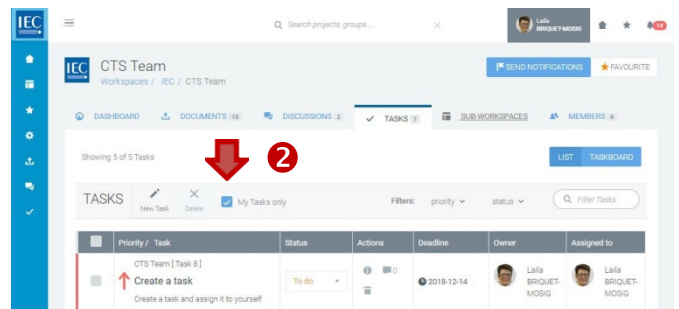 IEC
Search projects, groups ...
Laila
BRIQUET-MOSIG
14
IEC
CTS Team
Workspaces / IEC / CTS Team
SEND NOTIFICATIONS
FAVOURITE
DASHBOARD
DOCUMENTS 10
DISCUSSIONS 2
TASKS 7
SUB-WORKSPACES
MEMBERS 6
Showing 5 of 5 Tasks
2
LIST
TASKBOARD
TASKS
New Task
Delete
My Tasks only
Filters:
priority
status
Filter Tasks
Priority / Task
Status
Actions
Deadline
Owner
Assigned to
CTS Team [ Task 6 ]
Create a task
Create a task and assign it to yourself
To do
0
2018-12-14
Laila
BRIQUET-
MOSIG
Laila
BRIQUET-
MOSIG